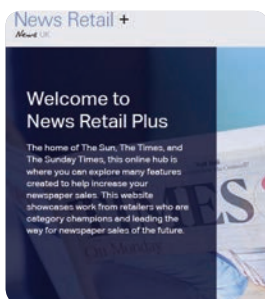 News Retail +
News UK
Welcome to
News Retail Plus
The home of The Sun, The Times, and
The Sunday Times, this online hub is
where you can explore many features
created to help increase your
newspaper sales. This website
showcases work from retailers who are
category champions and leading the
way for newspaper sales of the future.
MES
On Monday